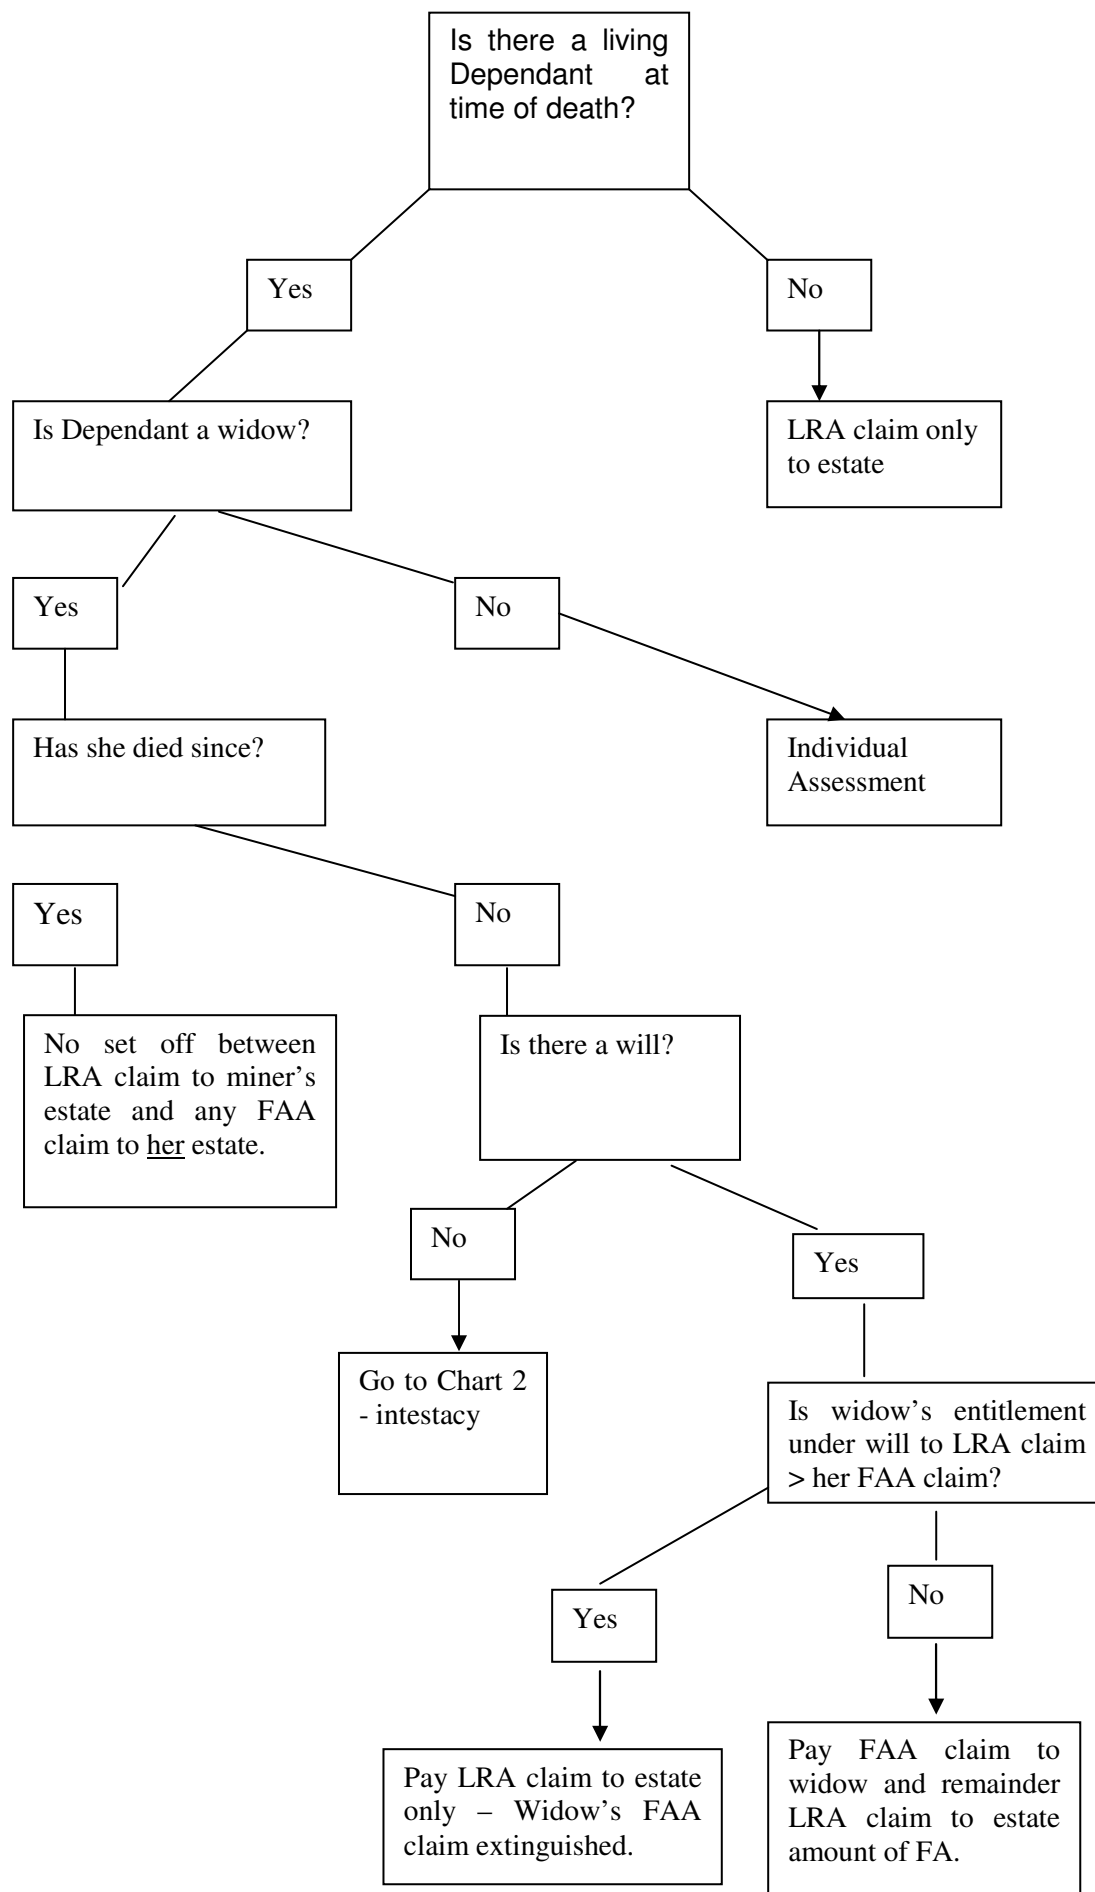 Is there a living
Dependant at
time of death?
Yes
No
Is Dependant a widow?
LRA claim only
to estate
Yes
No
Has she died since?
Individual
Assessment
Yes
No
No set off between
LRA claim to miner's
estate and any FAA
claim to her estate.
Is there a will?
No
Yes
Go to Chart 2
- intestacy
Is widow's entitlement
under will to LRA claim
> her FAA claim?
Yes
No
Pay LRA claim to estate
only – Widow's FAA
claim extinguished.
Pay FAA claim to
widow and remainder
LRA claim to estate
amount of FA.